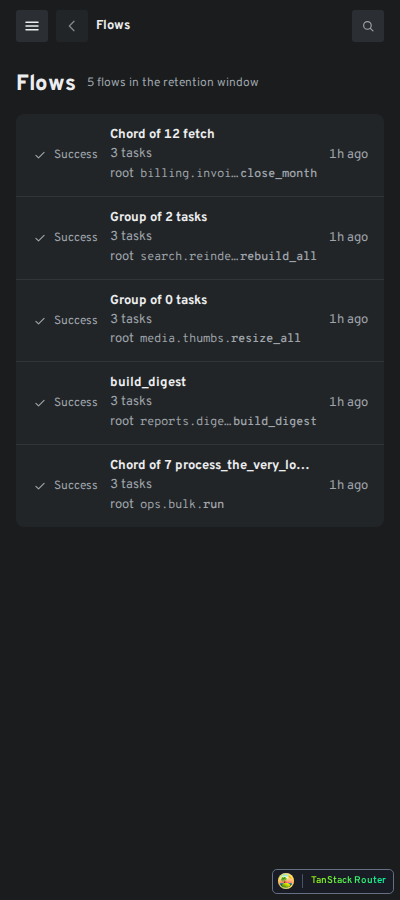 Flows
Flows 5 flows in the retention window
Chord of 12 fetch
Success 3 tasks 1h ago
root billing.invoi…close_month
Group of 2 tasks
Success 3 tasks 1h ago
root search.reinde…rebuild_all
Group of 0 tasks
Success 3 tasks 1h ago
root media.thumbs.resize_all
build_digest
Success 3 tasks 1h ago
root reports.dige…build_digest
Chord of 7 process_the_very_lo…
Success 3 tasks 1h ago
root ops.bulk.run
TanStack Router